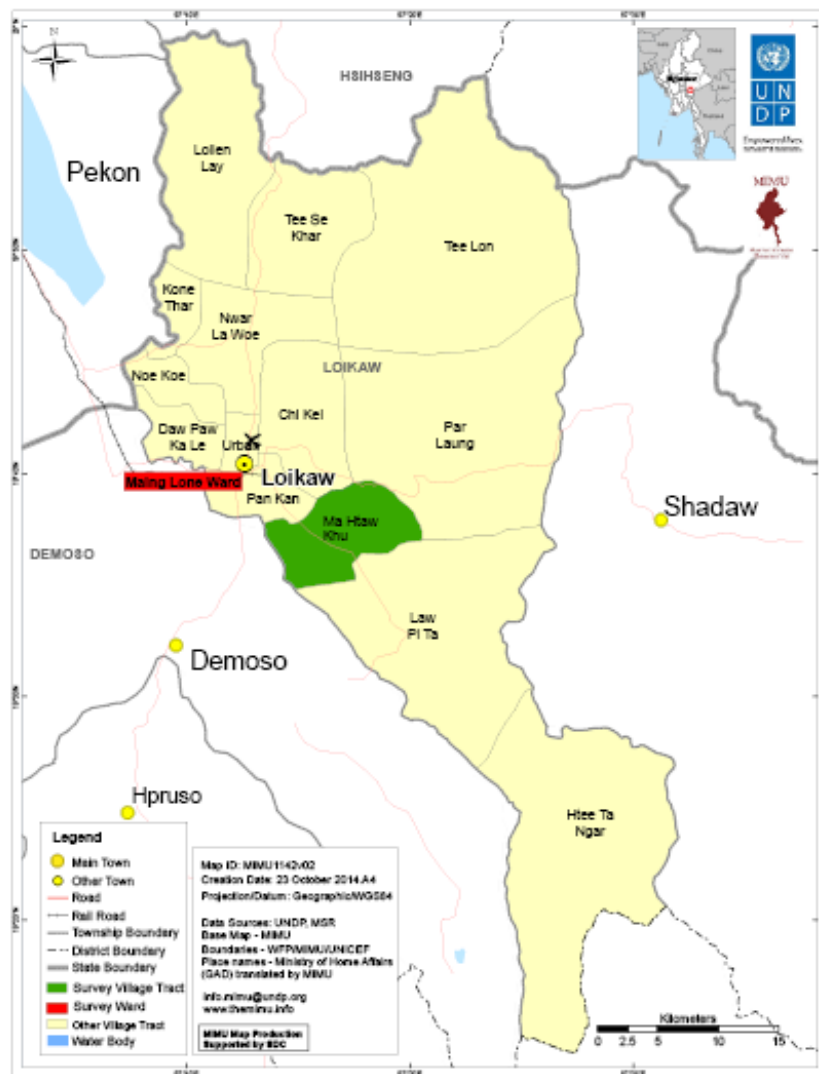 HSIHSENG
UN
DP
Pekon
MIMU
Loilen
Lay
Tee Se
Khar
Tee Lon
Kone
Thar
Nwar
La Woe
LOIKAW
Noe Koe
Chi Kei
Daw Paw
Ka Le
Urban
Par
Laung
Loikaw
Maing Lone Ward
Pan Kan
Shadaw
Ma Htaw
Khu
DEMOSO
Law
Pi Ta
Demoso
Hpruso
Htee Ta
Ngar
Legend
Main Town
Other Town
Road
Rail Road
Township Boundary
District Boundary
State Boundary
Survey Village Tract
Survey Ward
Other Village Tract
Water Body
Map ID: MIMU1142v02
Creation Date: 23 October 2014.A4
Projection/Datum: Geographic/WGS84
Data Sources: UNDP, MSR
Base Map - MIMU
Boundaries - WFP/MIMU/UNICEF
Place names - Ministry of Home Affairs
(GAD) translated by MIMU
info.mimu@undp.org
www.themimu.info
MIMU Map Production
Supported by SDC
Kilometers
0 2.5 5 10 15